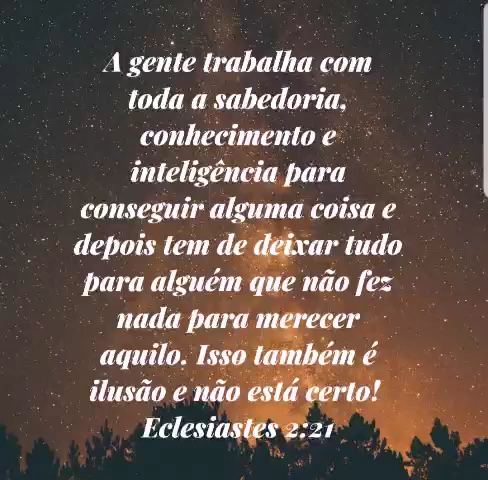 A gente trabalha com
toda a sabedoria,
conhecimento e
inteligência para
conseguir alguma coisa e
depois tem de deixar tudo
para alguém que não fez
nada para merecer
aquilo. Isso também é
ilusão e não está certo!
Eclesiastes 2:21